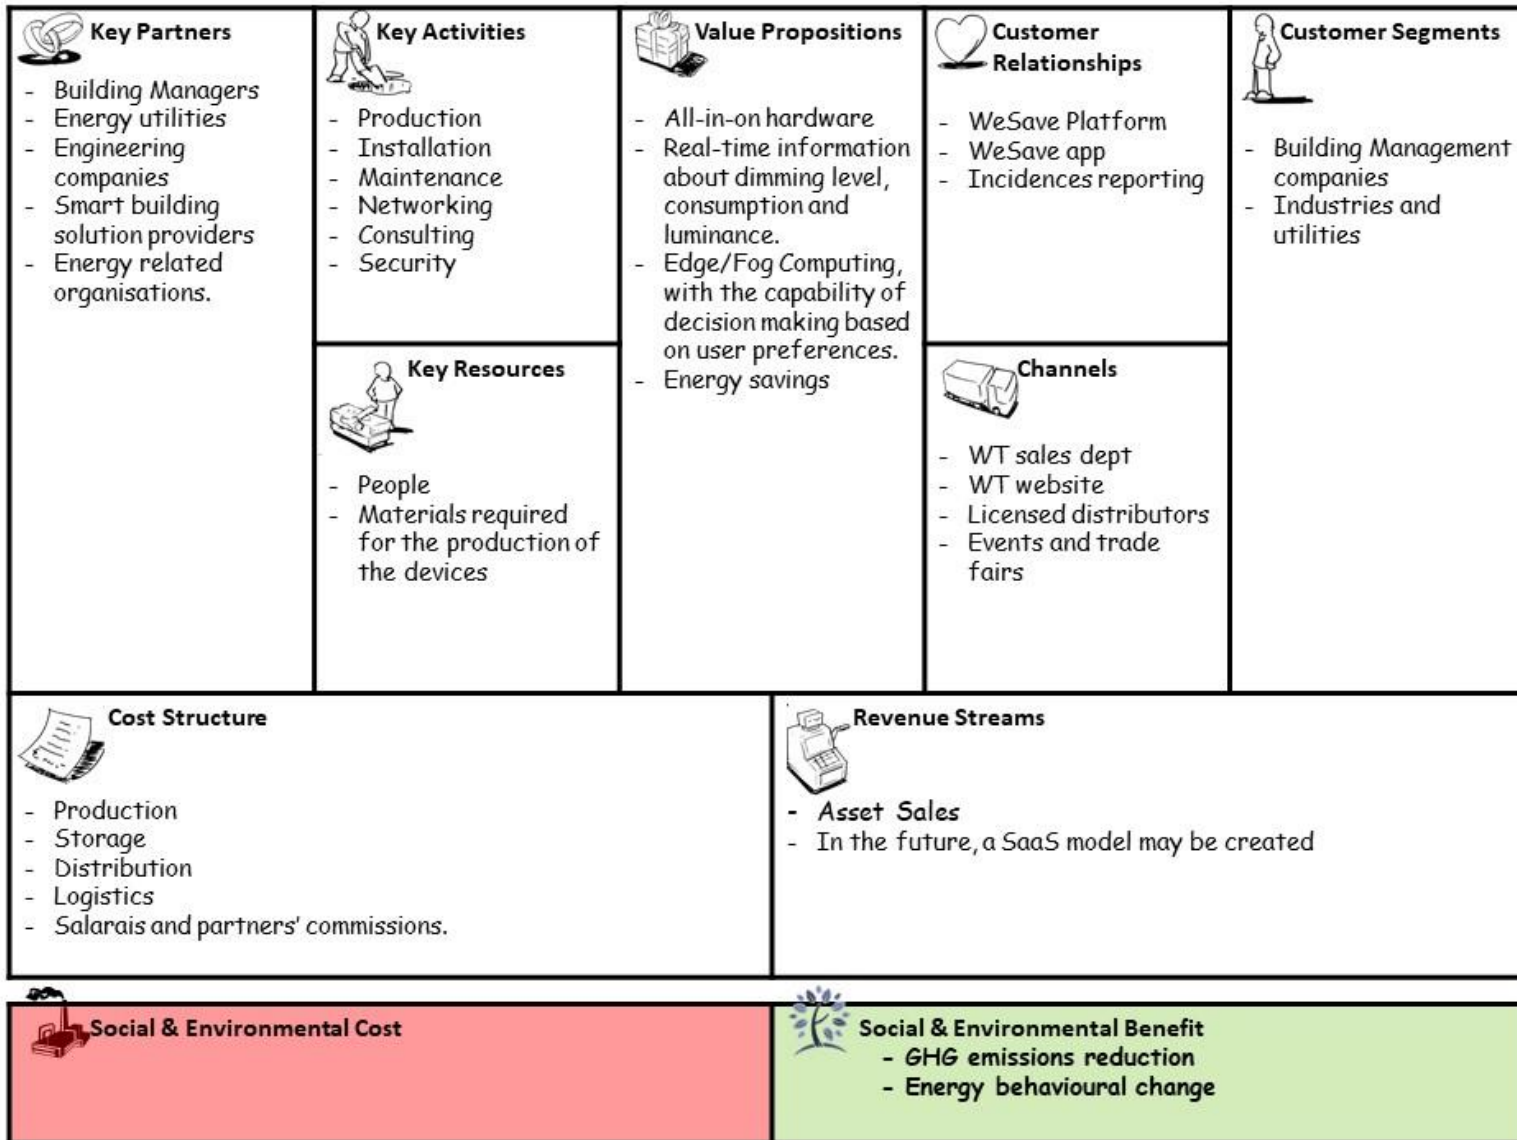 Key Partners
- Building Managers
- Energy utilities
- Engineering
companies
- Smart building
solution providers
- Energy related
organisations.
Key Activities
- Production
- Installation
- Maintenance
- Networking
- Consulting
- Security
Key Resources
- People
- Materials required
for the production of
the devices
Value Propositions
- All-in-on hardware
- Real-time information
about dimming level,
consumption and
luminance.
- Edge/Fog Computing,
with the capability of
decision making based
on user preferences.
- Energy savings
Customer
Relationships
- WeSave Platform
- WeSave app
- Incidences reporting
Channels
- WT sales dept
- WT website
- Licensed distributors
- Events and trade
fairs
Customer Segments
- Building Management
companies
- Industries and
utilities
Cost Structure
- Production
- Storage
- Distribution
- Logistics
- Salarais and partners' commissions.
Revenue Streams
- Asset Sales
- In the future, a SaaS model may be created
Social & Environmental Cost
Social & Environmental Benefit
- GHG emissions reduction
- Energy behavioural change